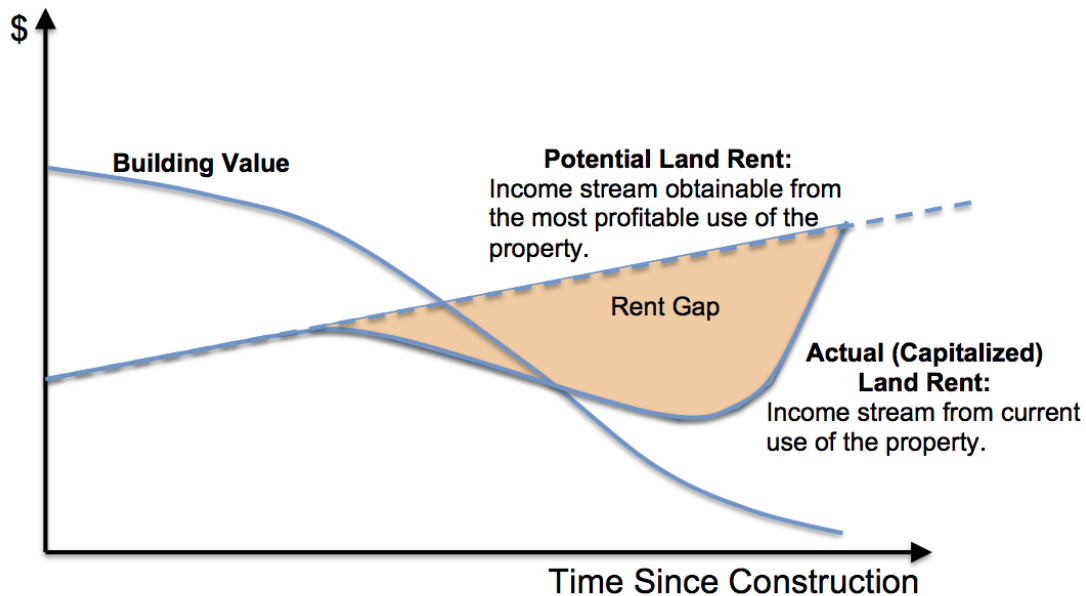 $
Building Value
Potential Land Rent:
Income stream obtainable from
the most profitable use of the
property.
Rent Gap
Actual (Capitalized)
Land Rent:
Income stream from current
use of the property.
Time Since Construction